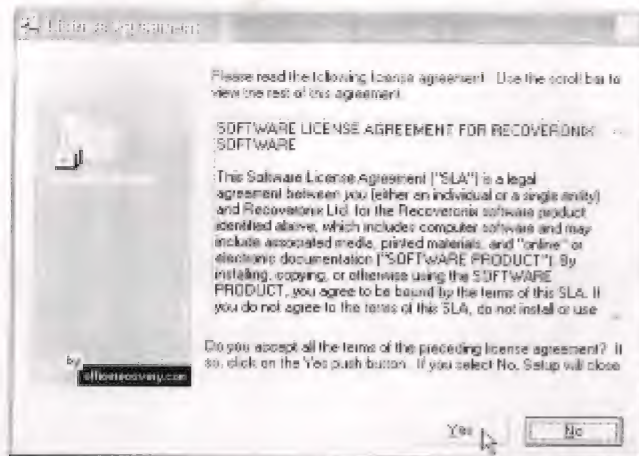 License Agreement
Please read the following license agreement. Use the scroll bar to
view the rest of this agreement.
SOFTWARE LICENSE AGREEMENT FOR RECOVERONIX
SOFTWARE
This Software License Agreement ("SLA") is a legal
agreement between you (either an individual or a single entity)
and Recoveronix Ltd. for the Recoveronix software product
identified above, which includes computer software and may
include associated media, printed materials, and "online" or
electronic documentation ("SOFTWARE PRODUCT"). By
installing, copying, or otherwise using the SOFTWARE
PRODUCT, you agree to be bound by the terms of this SLA. If
you do not agree to the terms of this SLA, do not install or use
Do you accept all the terms of the preceding license agreement? If
so, click on the Yes push button. If you select No, Setup will close
by
officerecovery.com
Yes
No